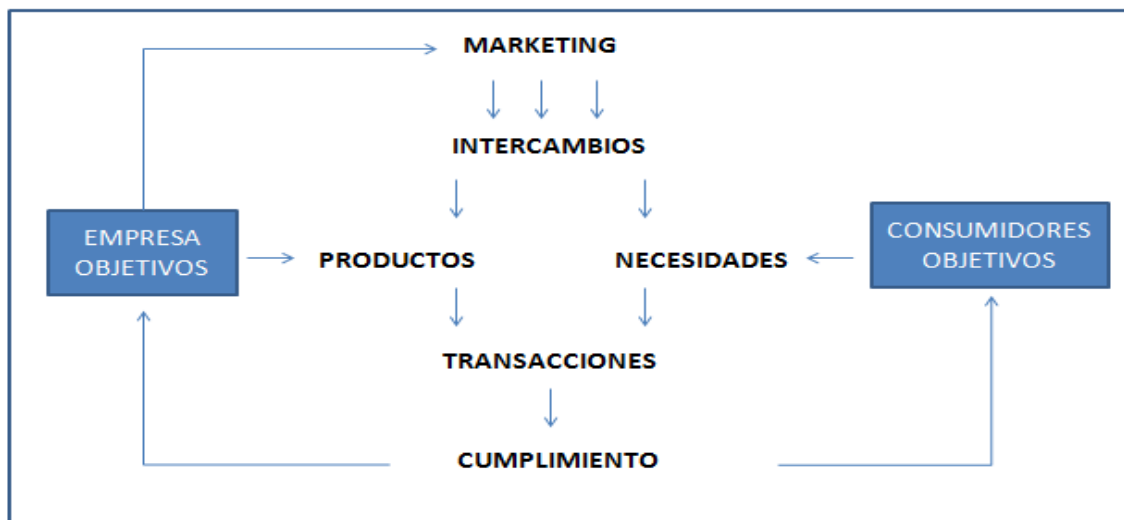 MARKETING
INTERCAMBIOS
EMPRESA
OBJETIVOS
PRODUCTOS
NECESIDADES
CONSUMIDORES
OBJETIVOS
TRANSACCIONES
CUMPLIMIENTO